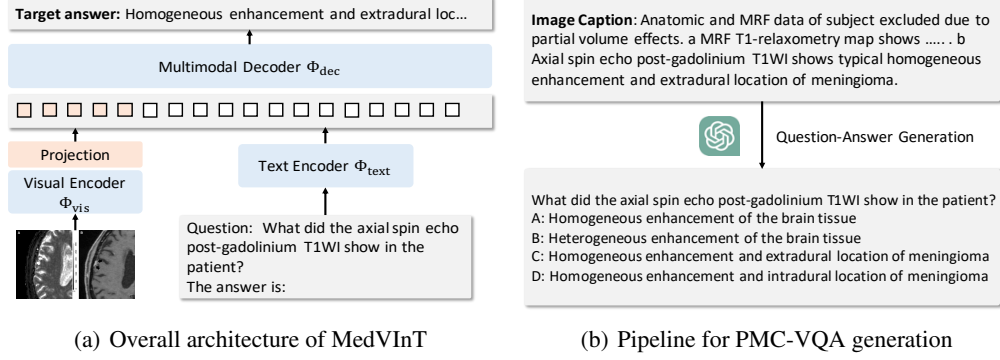 Target answer: Homogeneous enhancement and extradural loc...
Multimodal Decoder Φdec
Projection
Visual Encoder
Φvis
Text Encoder Φtext
Question: What did the axial spin echo
post-gadolinium T1WI show in the
patient?
The answer is:
(a) Overall architecture of MedVInT
Image Caption: Anatomic and MRF data of subject excluded due to
partial volume effects. a MRF T1-relaxometry map shows ..... . b
Axial spin echo post-gadolinium T1WI shows typical homogeneous
enhancement and extradural location of meningioma.
Question-Answer Generation
What did the axial spin echo post-gadolinium T1WI show in the patient?
A: Homogeneous enhancement of the brain tissue
B: Heterogeneous enhancement of the brain tissue
C: Homogeneous enhancement and extradural location of meningioma
D: Homogeneous enhancement and intradural location of meningioma
(b) Pipeline for PMC-VQA generation